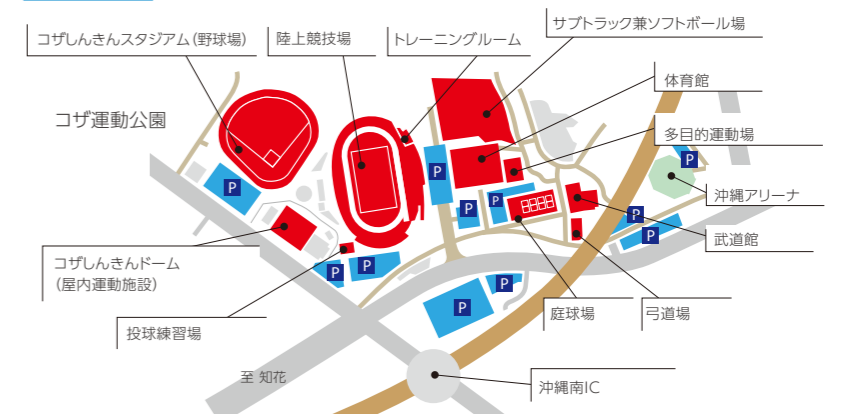 サブトラック兼ソフトボール場
コザしんきんスタジアム(野球場)
陸上競技場
トレーニングルーム
体育館
コザ運動公園
多目的運動場
P
P
P
沖縄アリーナ
P
P
P
武道館
P
コザしんきんドーム
(屋内運動施設)
P
P
P
P
P
投球練習場
庭球場
弓道場
至 知花
沖縄南IC